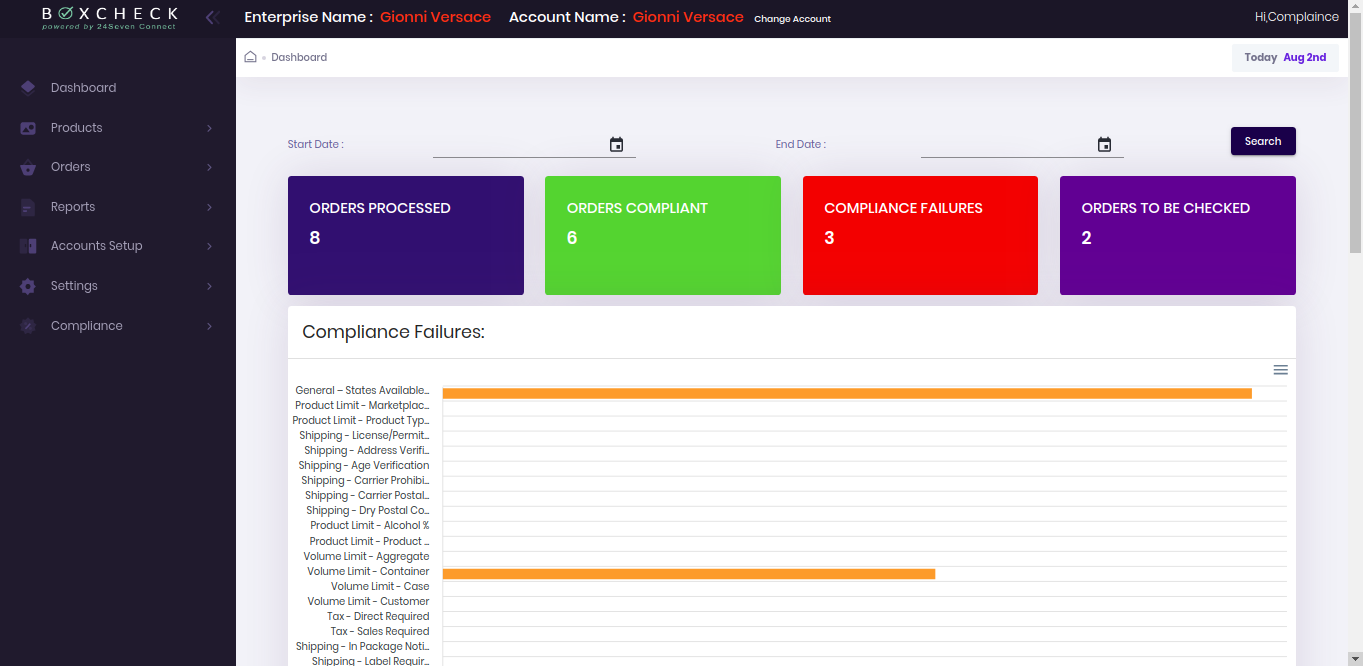 BOXCHECK
powered by 24Seven Connect
Enterprise Name : Gionni Versace Account Name : Gionni Versace Change Account
Hi,Complaince
Dashboard
Today Aug 2nd
Dashboard
Products
Orders
Reports
Accounts Setup
Settings
Compliance
Start Date :
End Date :
Search
ORDERS PROCESSED
8
ORDERS COMPLIANT
6
COMPLIANCE FAILURES
3
ORDERS TO BE CHECKED
2
Compliance Failures:
General – States Available...
Product Limit - Marketplac...
Product Limit - Product Typ...
Shipping - License/Permit...
Shipping - Address Verifi...
Shipping - Age Verification
Shipping - Carrier Prohibi...
Shipping - Carrier Postal...
Shipping - Dry Postal Co...
Product Limit - Alcohol %
Product Limit - Product ...
Volume Limit - Aggregate
Volume Limit - Container
Volume Limit - Case
Volume Limit - Customer
Tax - Direct Required
Tax - Sales Required
Shipping - In Package Noti...
Shipping - Label Requir...